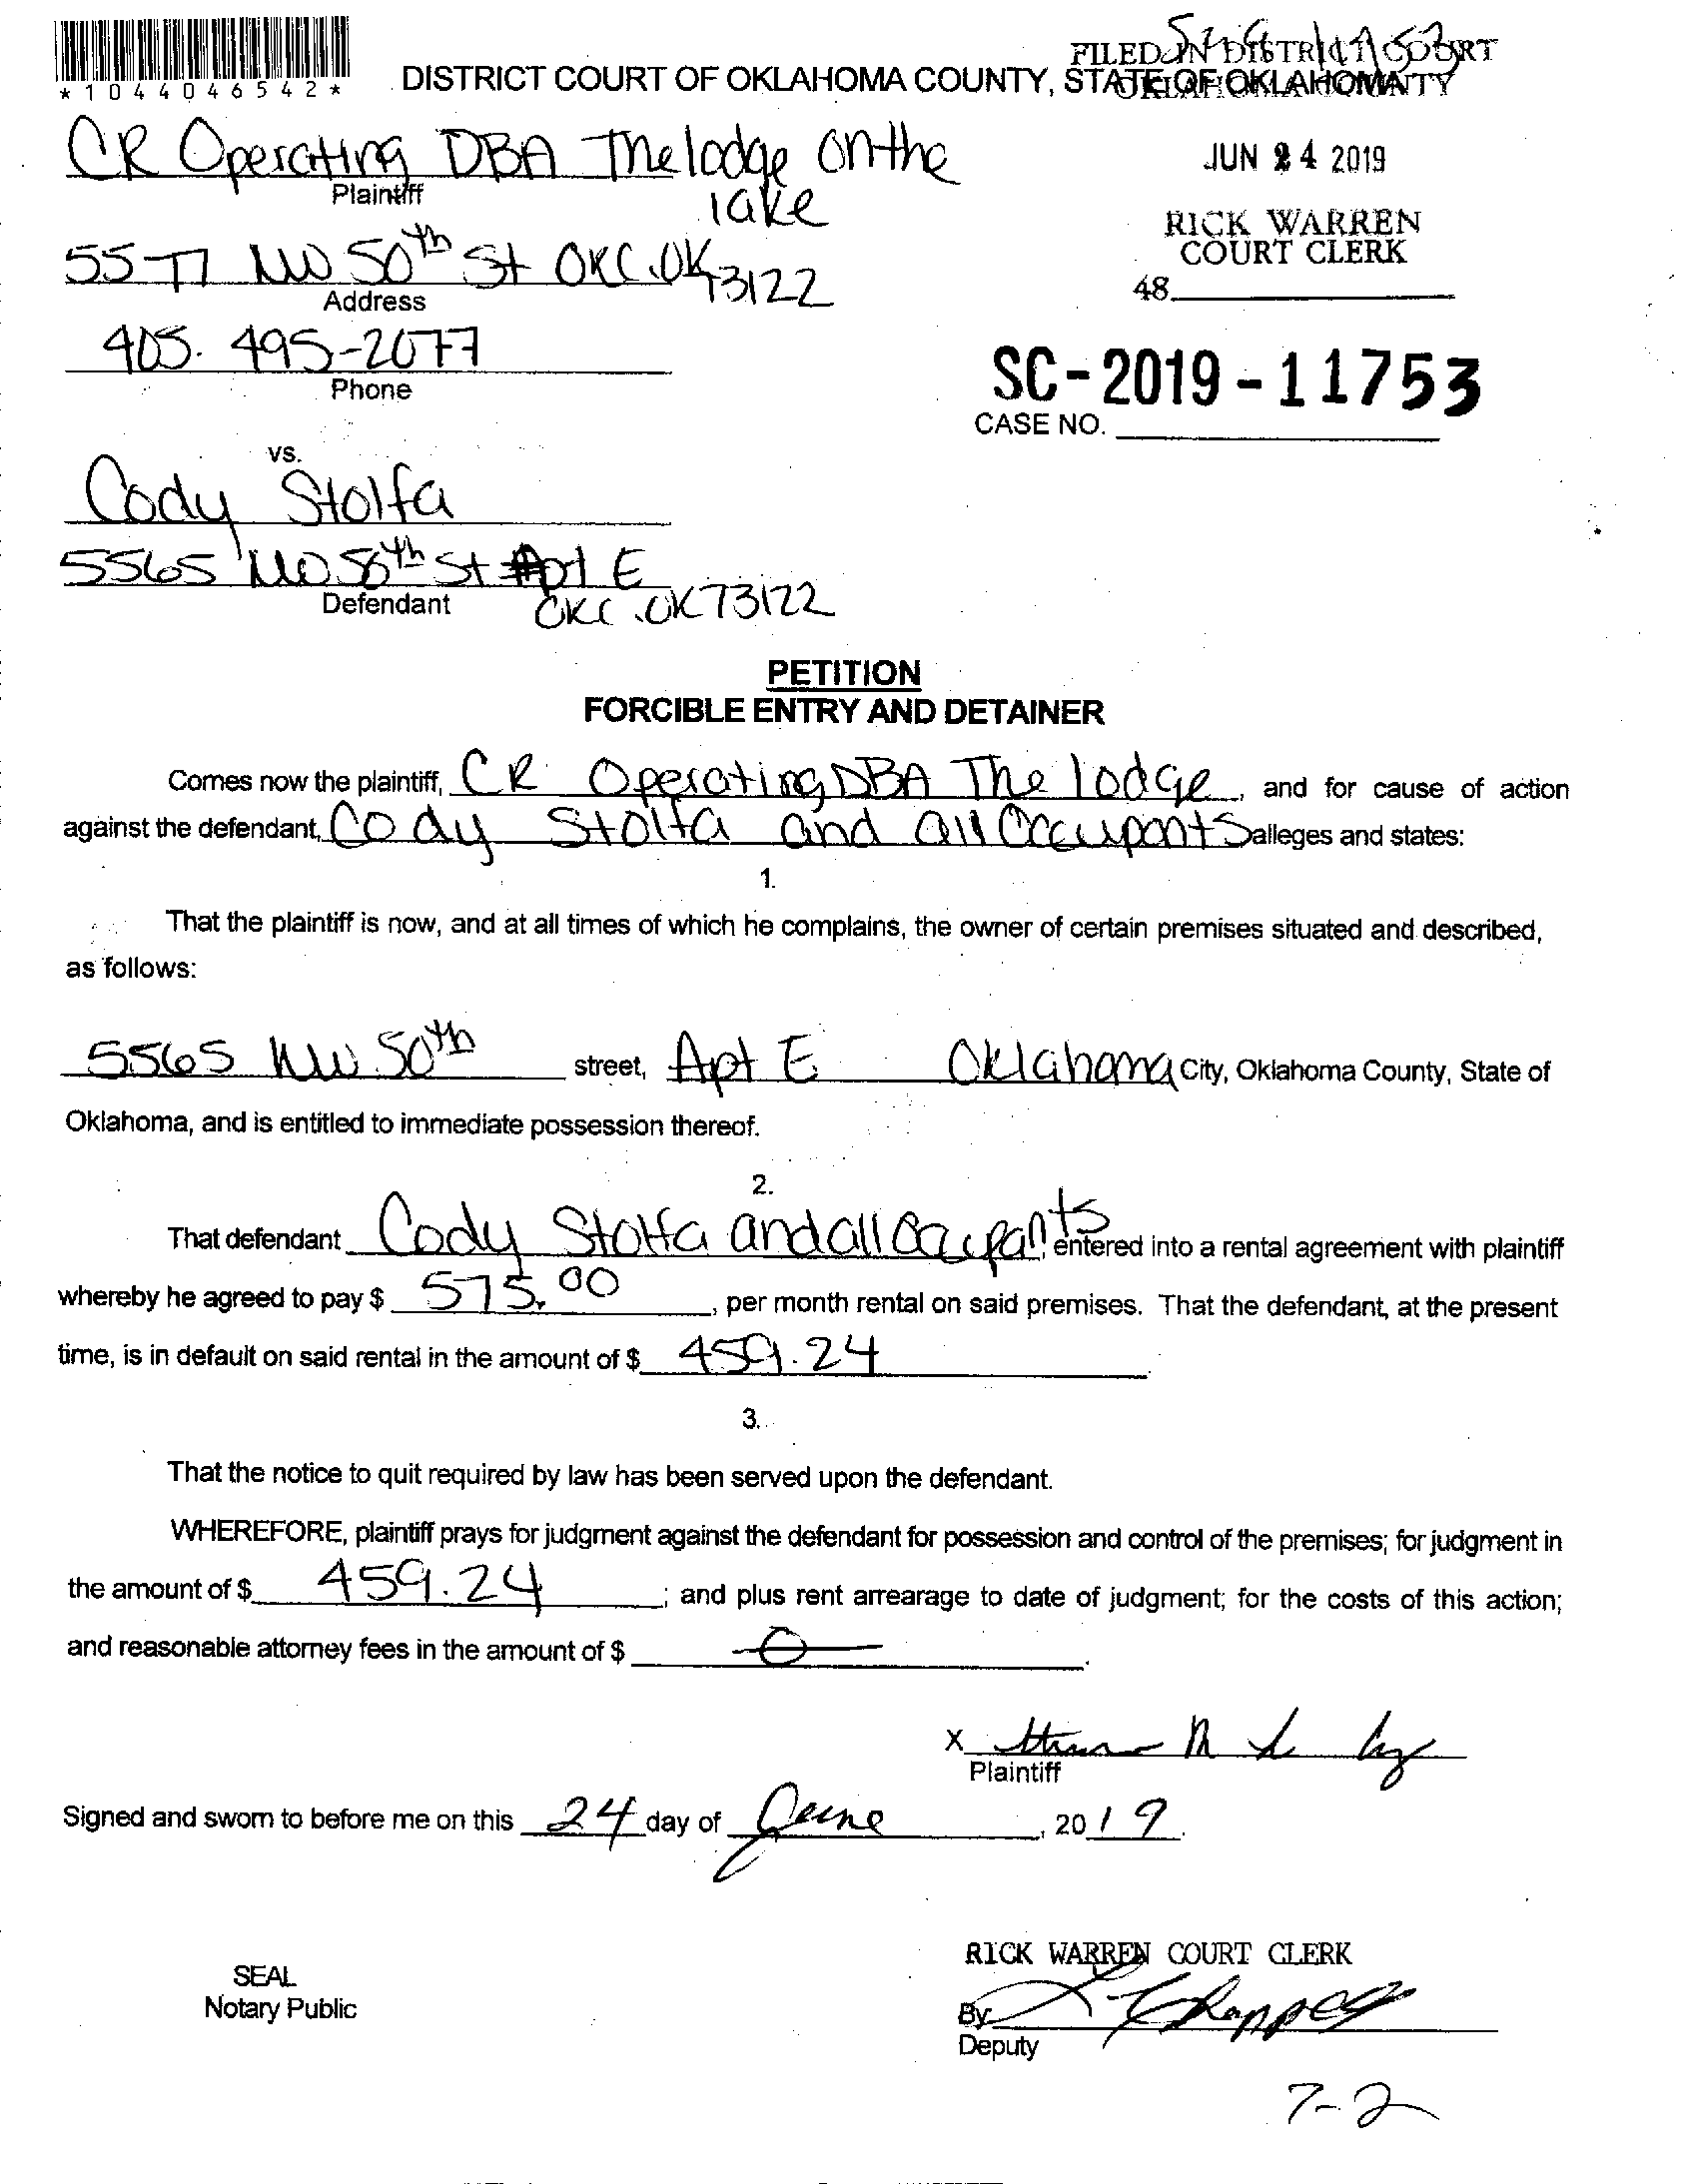 *1044046542*
FILED IN DISTRICT COURT
DISTRICT COURT OF OKLAHOMA COUNTY, STATE OF OKLAHOMA
OKLAHOMA COUNTY
CR Operating DBA The lodge on the lake
Plaintiff
JUN 24 2019
RICK WARREN
COURT CLERK
48
5577 NW 50th St OKC.OK 73122
Address
405. 495-2077
Phone
SC-2019-11753
CASE NO.
vs.
Cody Stolfa
5565 NW 50th St Apt E
Defendant
OKC.OK 73122
PETITION
FORCIBLE ENTRY AND DETAINER
Comes now the plaintiff, CR Operating DBA The lodge, and for cause of action
against the defendant, Cody Stolfa and all Occupants alleges and states:
1.
That the plaintiff is now, and at all times of which he complains, the owner of certain premises situated and described,
as follows:
5565 NW 50th street, Apt E Oklahoma City, Oklahoma County, State of
Oklahoma, and is entitled to immediate possession thereof.
2.
That defendant Cody Stolfa and all Occupants, entered into a rental agreement with plaintiff
whereby he agreed to pay $ 575.00, per month rental on said premises. That the defendant, at the present
time, is in default on said rental in the amount of $ 459.24.
3.
That the notice to quit required by law has been served upon the defendant.
WHEREFORE, plaintiff prays for judgment against the defendant for possession and control of the premises; for judgment in
the amount of $ 459.24; and plus rent arrearage to date of judgment; for the costs of this action;
and reasonable attorney fees in the amount of $ 0.
X
Plaintiff
Signed and sworn to before me on this 24 day of June, 2019.
RICK WARREN COURT CLERK
SEAL
Notary Public
By
Deputy
7-2